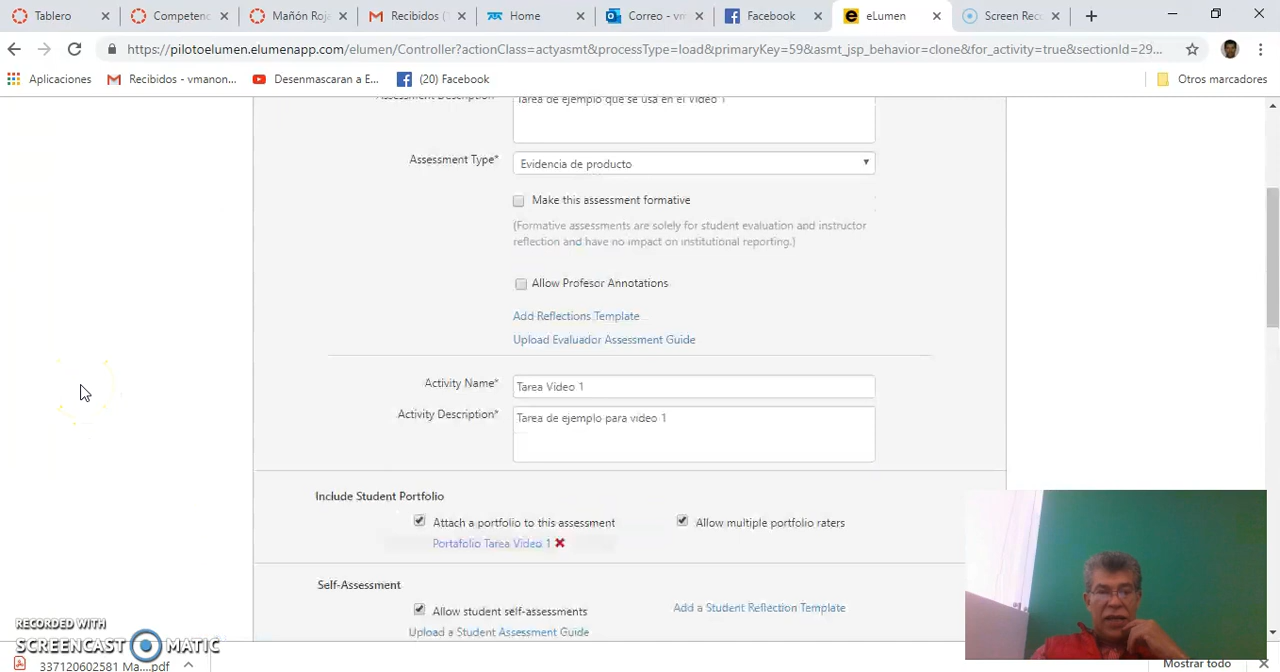 Tablero
Competenc
Mañón Roja
Recibidos (1
Home
Correo - vm
Facebook
eLumen
Screen Rec
https://pilotoelumen.elumenapp.com/elumen/Controller?actionClass=actyasmt&processType=load&primaryKey=59&asmt_jsp_behavior=clone&for_activity=true&sectionId=29...
Aplicaciones
Recibidos - vmanon...
Desenmascaran a E...
(20) Facebook
Otros marcadores
Assessment Description
Tarea de ejemplo que se usa en el Video 1
Assessment Type*
Evidencia de producto
Make this assessment formative
(Formative assessments are solely for student evaluation and instructor
reflection and have no impact on institutional reporting.)
Allow Profesor Annotations
Add Reflections Template
Upload Evaluador Assessment Guide
Activity Name*
Tarea Video 1
Activity Description*
Tarea de ejemplo para video 1
Include Student Portfolio
Attach a portfolio to this assessment
Allow multiple portfolio raters
Portafolio Tarea Video 1
Self-Assessment
Allow student self-assessments
Add a Student Reflection Template
Upload a Student Assessment Guide
RECORDED WITH
SCREENCAST MATIC
337120602581 Ma....pdf
Mostrar todo